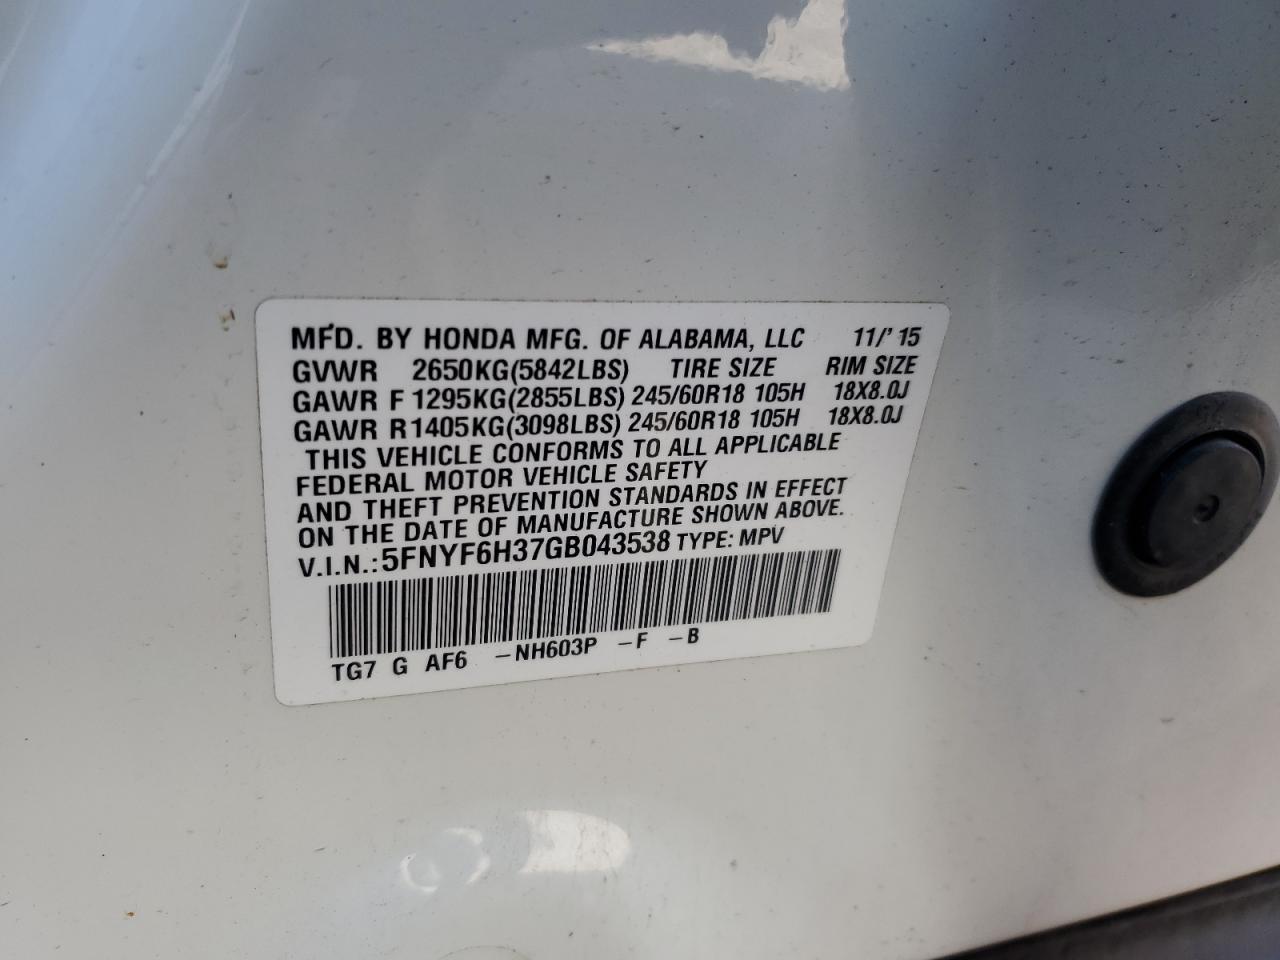 MFD. BY HONDA MFG. OF ALABAMA, LLC 11/'15
GVWR 2650KG(5842LBS) TIRE SIZE RIM SIZE
GAWR F 1295KG(2855LBS) 245/60R18 105H 18X8.0J
GAWR R1405KG(3098LBS) 245/60R18 105H 18X8.0J
THIS VEHICLE CONFORMS TO ALL APPLICABLE
FEDERAL MOTOR VEHICLE SAFETY
AND THEFT PREVENTION STANDARDS IN EFFECT
ON THE DATE OF MANUFACTURE SHOWN ABOVE.
V.I.N.:5FNYF6H37GB043538 TYPE: MPV
TG7 G AF6 -NH603P -F -B